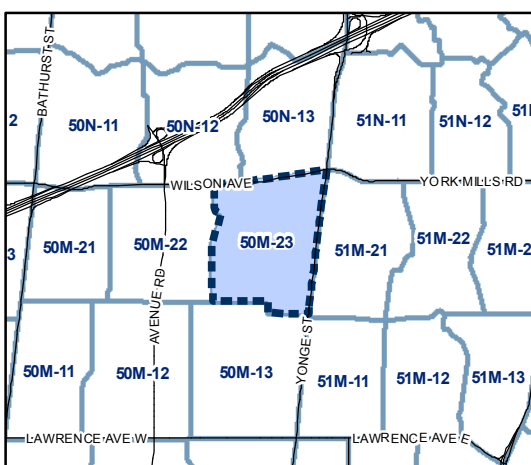 BATHURST ST
2
50N-11
50N-12
50N-13
51N-11
51N-12
51N
WILSON AVE
YORK MILLS RD
3
50M-21
50M-22
50M-23
51M-21
51M-22
51M-2
AVENUE RD
YONGE ST
50M-11
50M-12
50M-13
51M-11
51M-12
51M-13
LAWRENCE AVE W
LAWRENCE AVE E